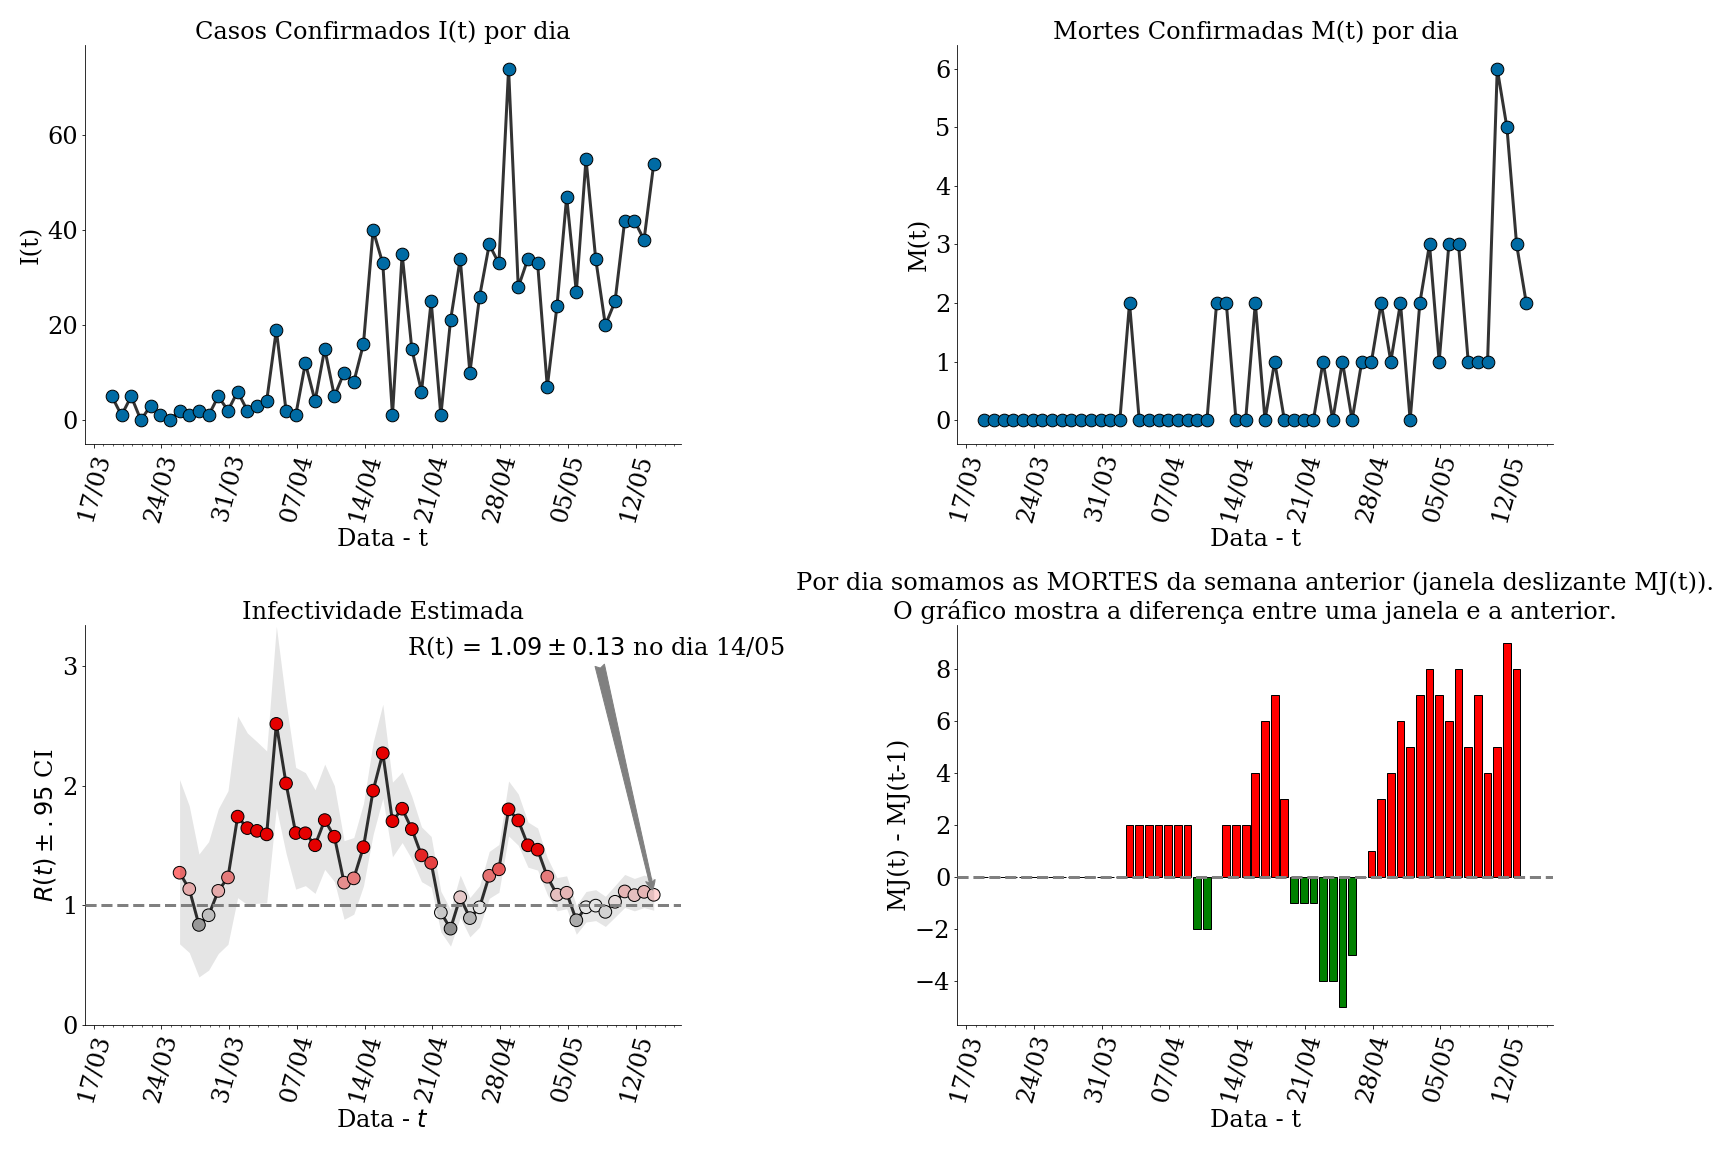 Casos Confirmados I(t) por dia
I(t)
60
40
20
0
17/03 24/03 31/03 07/04 14/04 21/04 28/04 05/05 12/05
Data - t
Mortes Confirmadas M(t) por dia
M(t)
6
5
4
3
2
1
0
17/03 24/03 31/03 07/04 14/04 21/04 28/04 05/05 12/05
Data - t
Infectividade Estimada
R(t) = 1.09 ± 0.13 no dia 14/05
R(t) ± . 95 CI
3
2
1
0
17/03 24/03 31/03 07/04 14/04 21/04 28/04 05/05 12/05
Data - t
Por dia somamos as MORTES da semana anterior (janela deslizante MJ(t)).
O gráfico mostra a diferença entre uma janela e a anterior.
MJ(t) - MJ(t-1)
8
6
4
2
0
−2
−4
17/03 24/03 31/03 07/04 14/04 21/04 28/04 05/05 12/05
Data - t